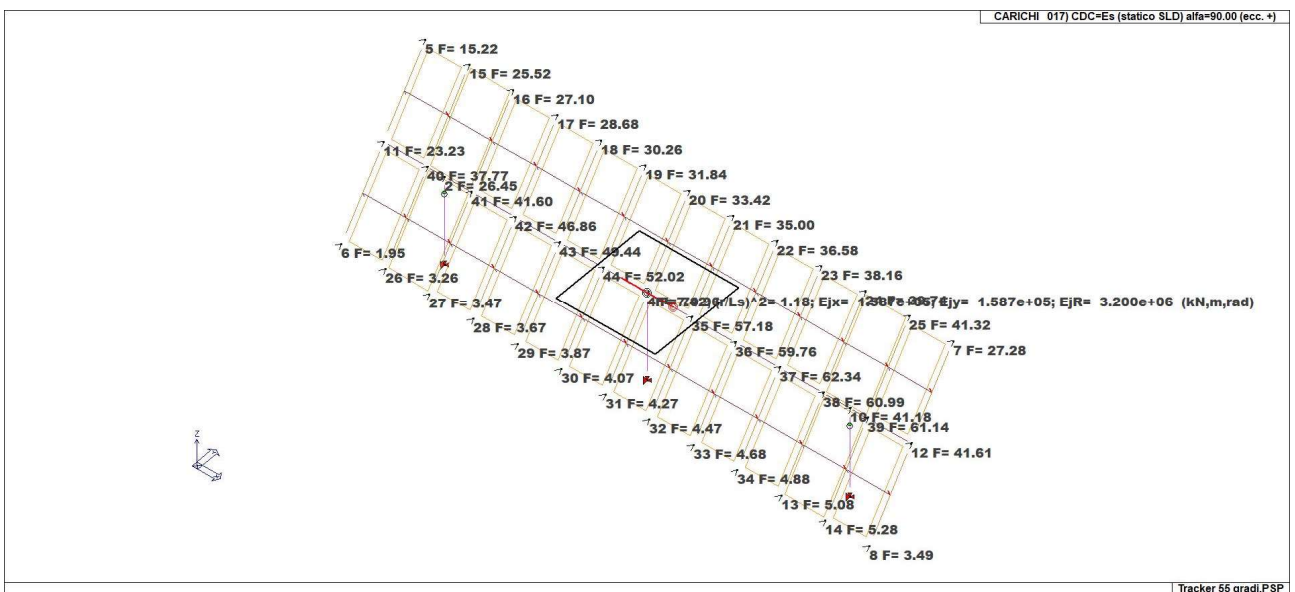 CARICHI 017) CDC=Es (statico SLD) alfa=90.00 (ecc. +)
5 F= 15.22
15 F= 25.52
16 F= 27.10
17 F= 28.68
18 F= 30.26
19 F= 31.84
20 F= 33.42
21 F= 35.00
22 F= 36.58
23 F= 38.16
25 F= 41.32
7 F= 27.28
11 F= 23.23
40 F= 37.77
2 F= 26.45
41 F= 41.60
42 F= 46.86
43 F= 49.44
44 F= 52.02
(r/Ls)^2= 1.18; Ejx= Ejy= 1.587e+05; EjR= 3.200e+06 (kN,m,rad)
35 F= 57.18
36 F= 59.76
37 F= 62.34
38 F= 60.99
10 F= 41.18
39 F= 61.14
12 F= 41.61
6 F= 1.95
26 F= 3.26
27 F= 3.47
28 F= 3.67
29 F= 3.87
30 F= 4.07
31 F= 4.27
32 F= 4.47
33 F= 4.68
34 F= 4.88
13 F= 5.08
14 F= 5.28
8 F= 3.49
Z
Tracker 55 gradi.PSP